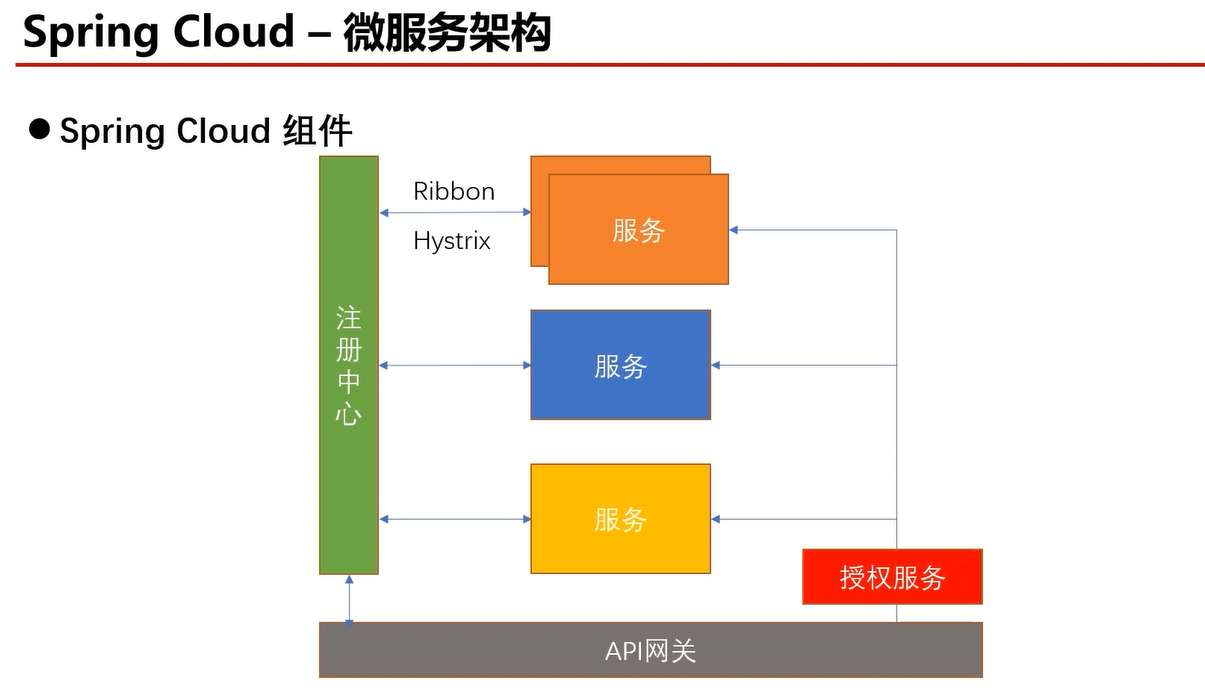 Spring Cloud – 微服务架构
● Spring Cloud 组件
Ribbon
Hystrix
服务
注册中心
服务
服务
授权服务
API网关